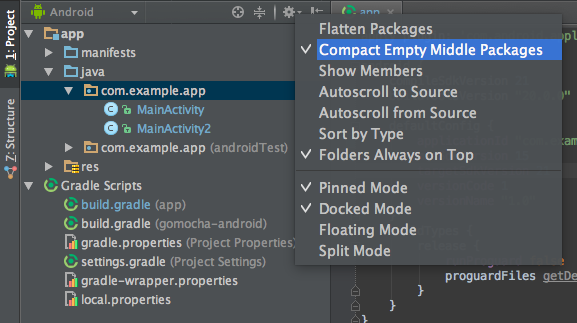 1: Project
Z: Structure
Android
app
manifests
java
com.example.app
MainActivity
MainActivity2
com.example.app (androidTest)
res
Gradle Scripts
build.gradle (app)
build.gradle (gomocha-android)
gradle.properties (Project Properties)
settings.gradle (Project Settings)
gradle-wrapper.properties
local.properties
app
Flatten Packages
Compact Empty Middle Packages
Show Members
Autoscroll to Source
Autoscroll from Source
Sort by Type
Folders Always on Top
Pinned Mode
Docked Mode
Floating Mode
Split Mode
proguardFiles getDe
}
}
}